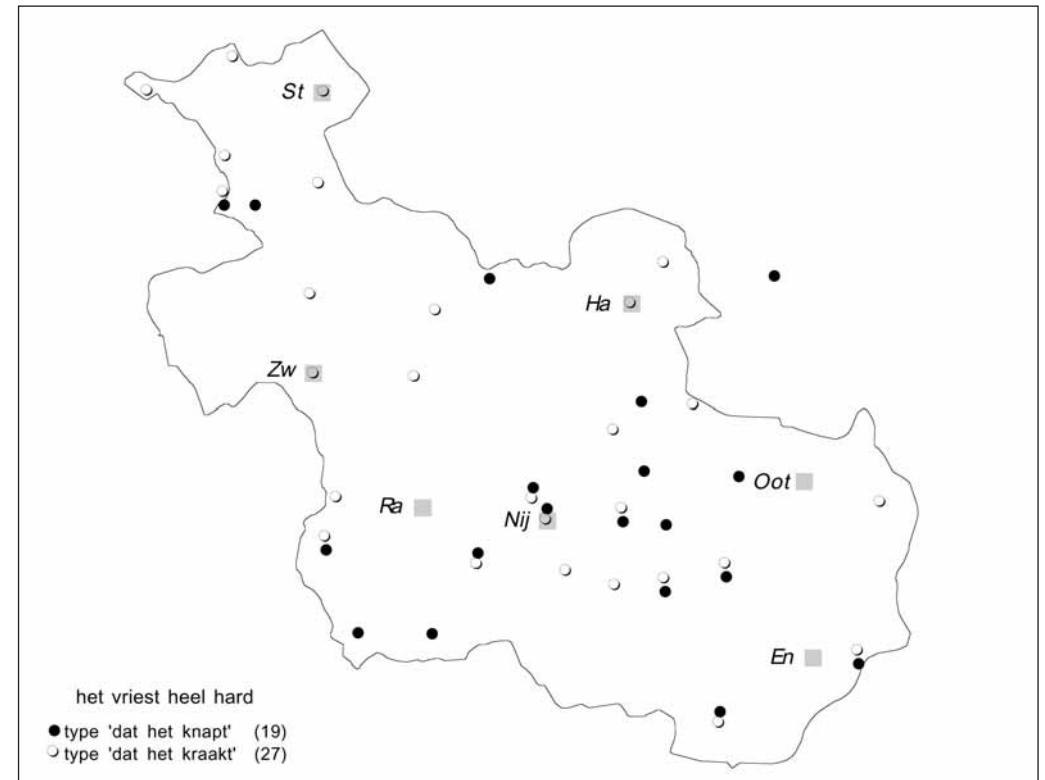 St
Ha
Zw
Oot
Ra
Nij
En
het vriest heel hard
type 'dat het knapt' (19)
type 'dat het kraakt' (27)